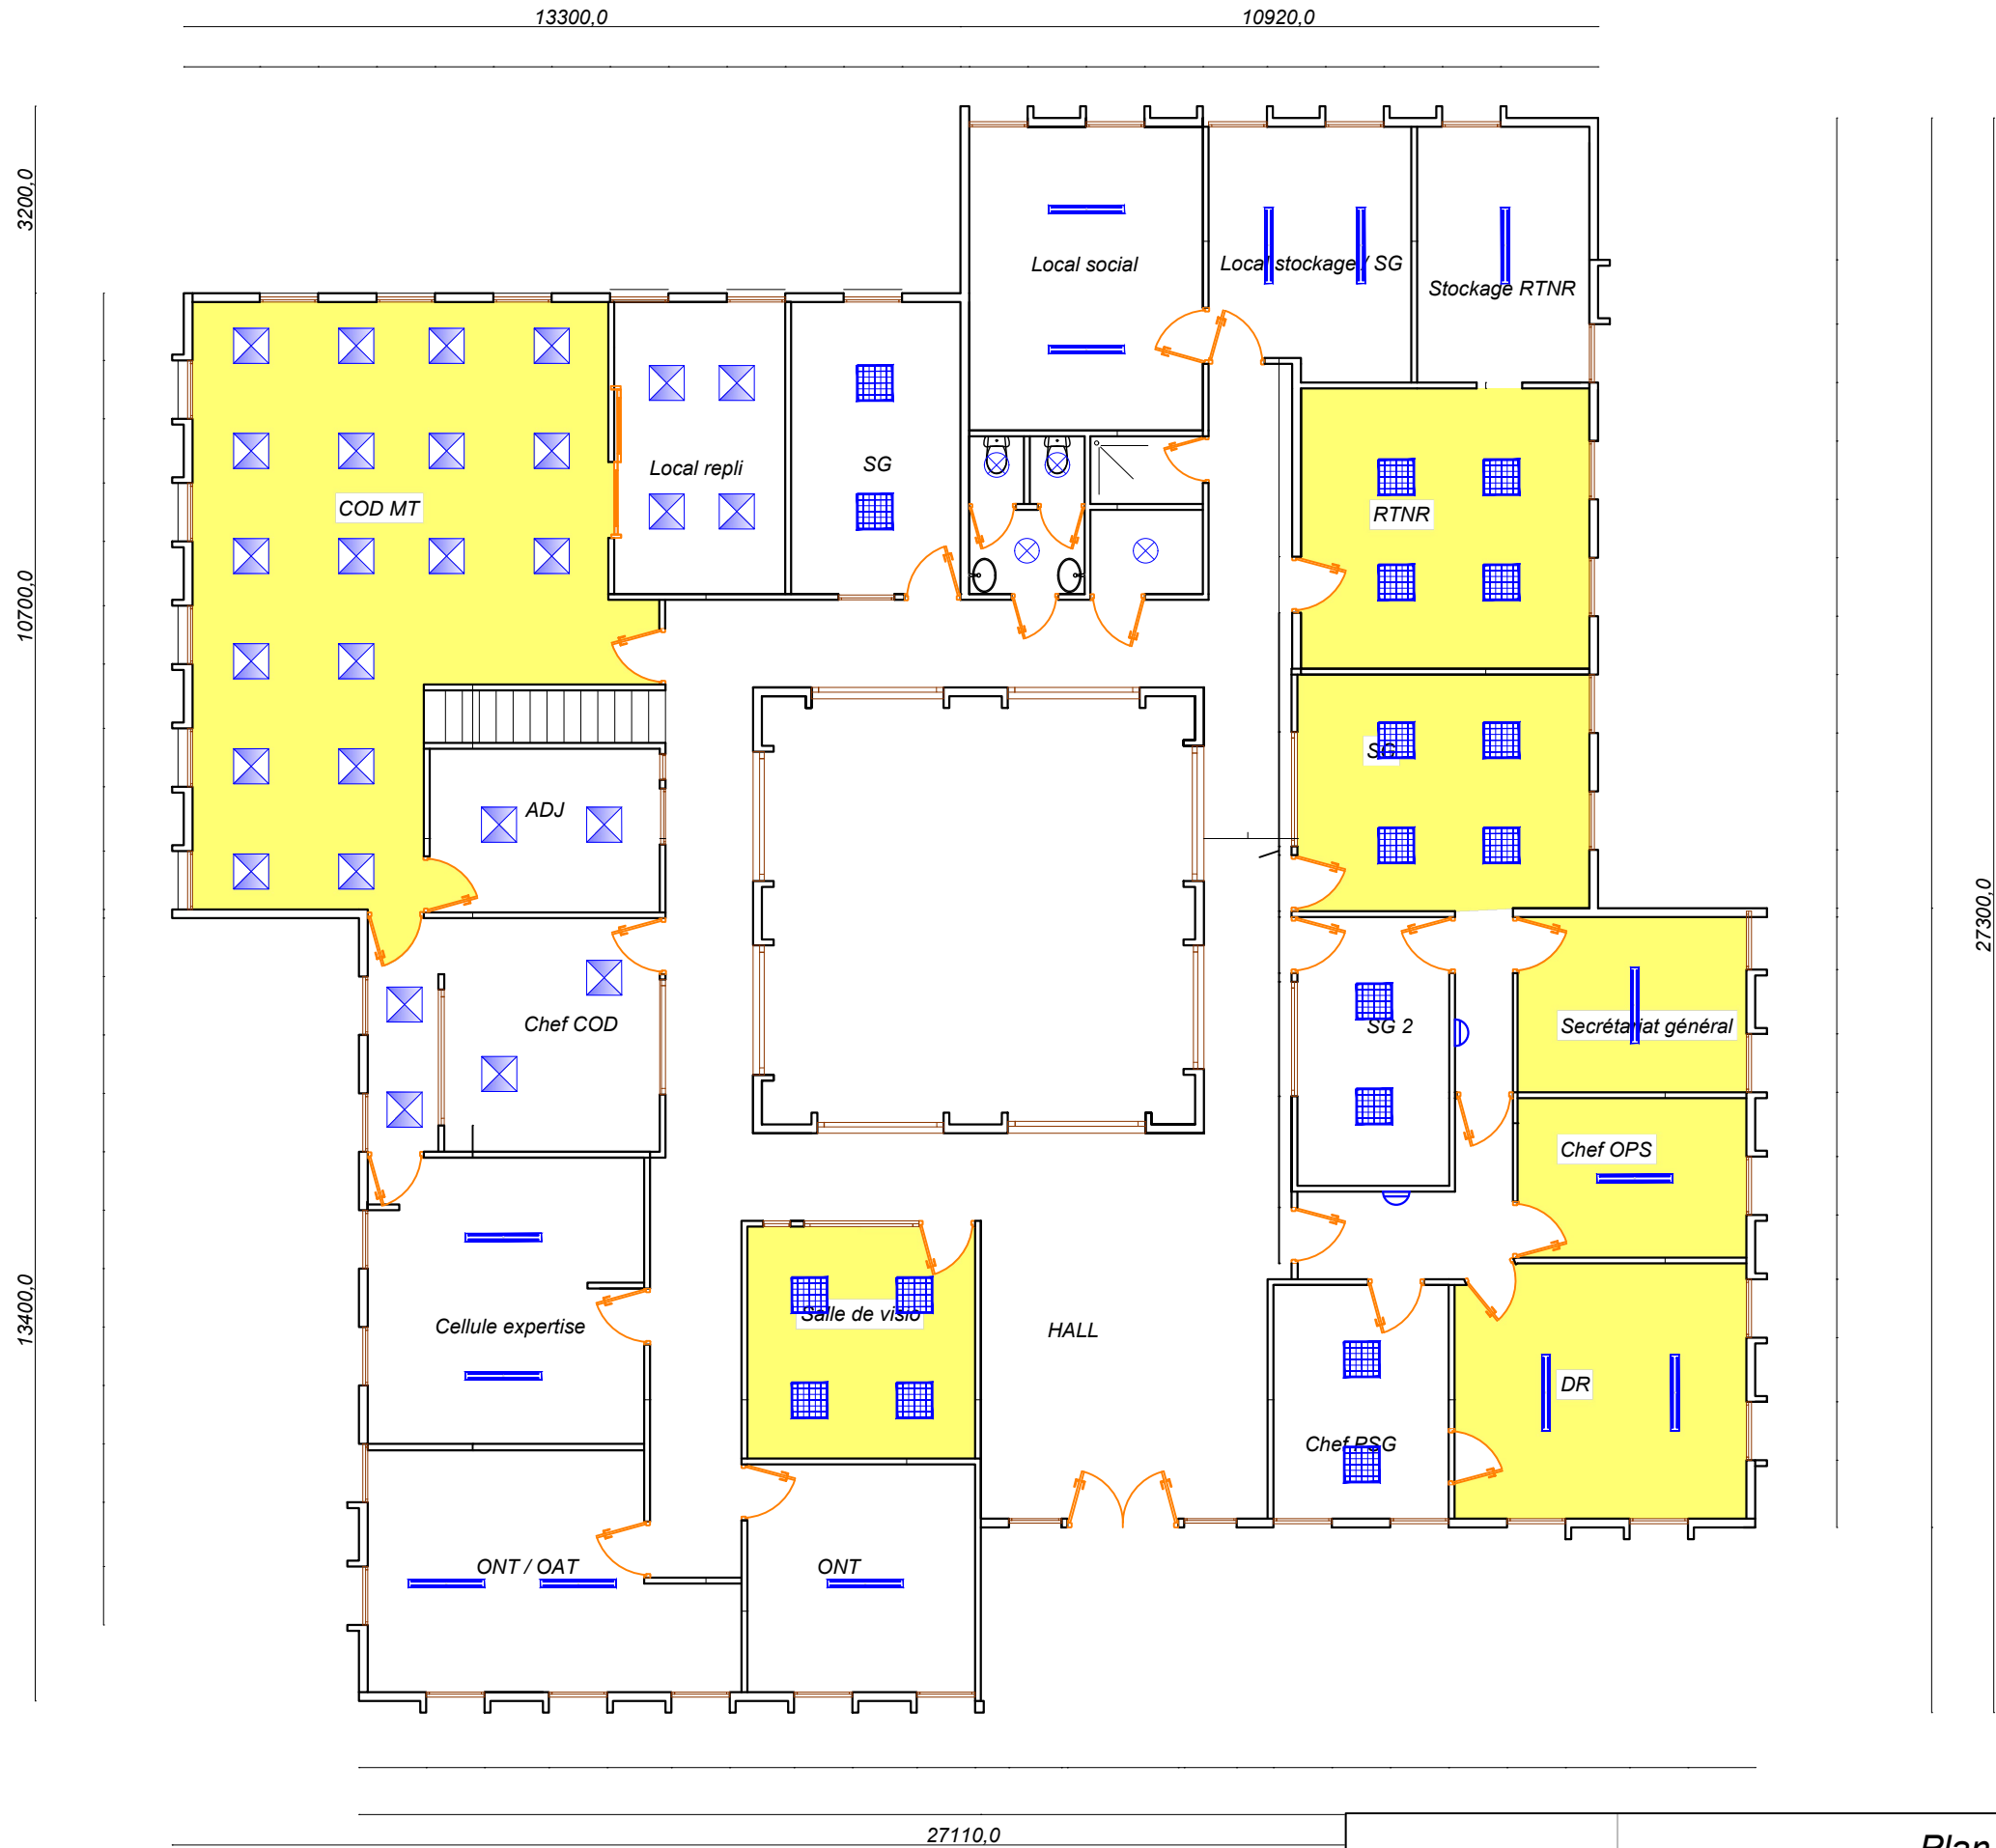 13300,0
10920,0
3200,0
Local social
Local stockage / SG
Stockage RTNR
SG
Local repli
COD MT
RTNR
10700,0
SG
ADJ
27300,0
Chef COD
SG 2
Secrétariat général
Chef OPS
13400,0
Salle de visio
Cellule expertise
HALL
DR
Chef PSG
ONT / OAT
ONT
27110,0
Plan